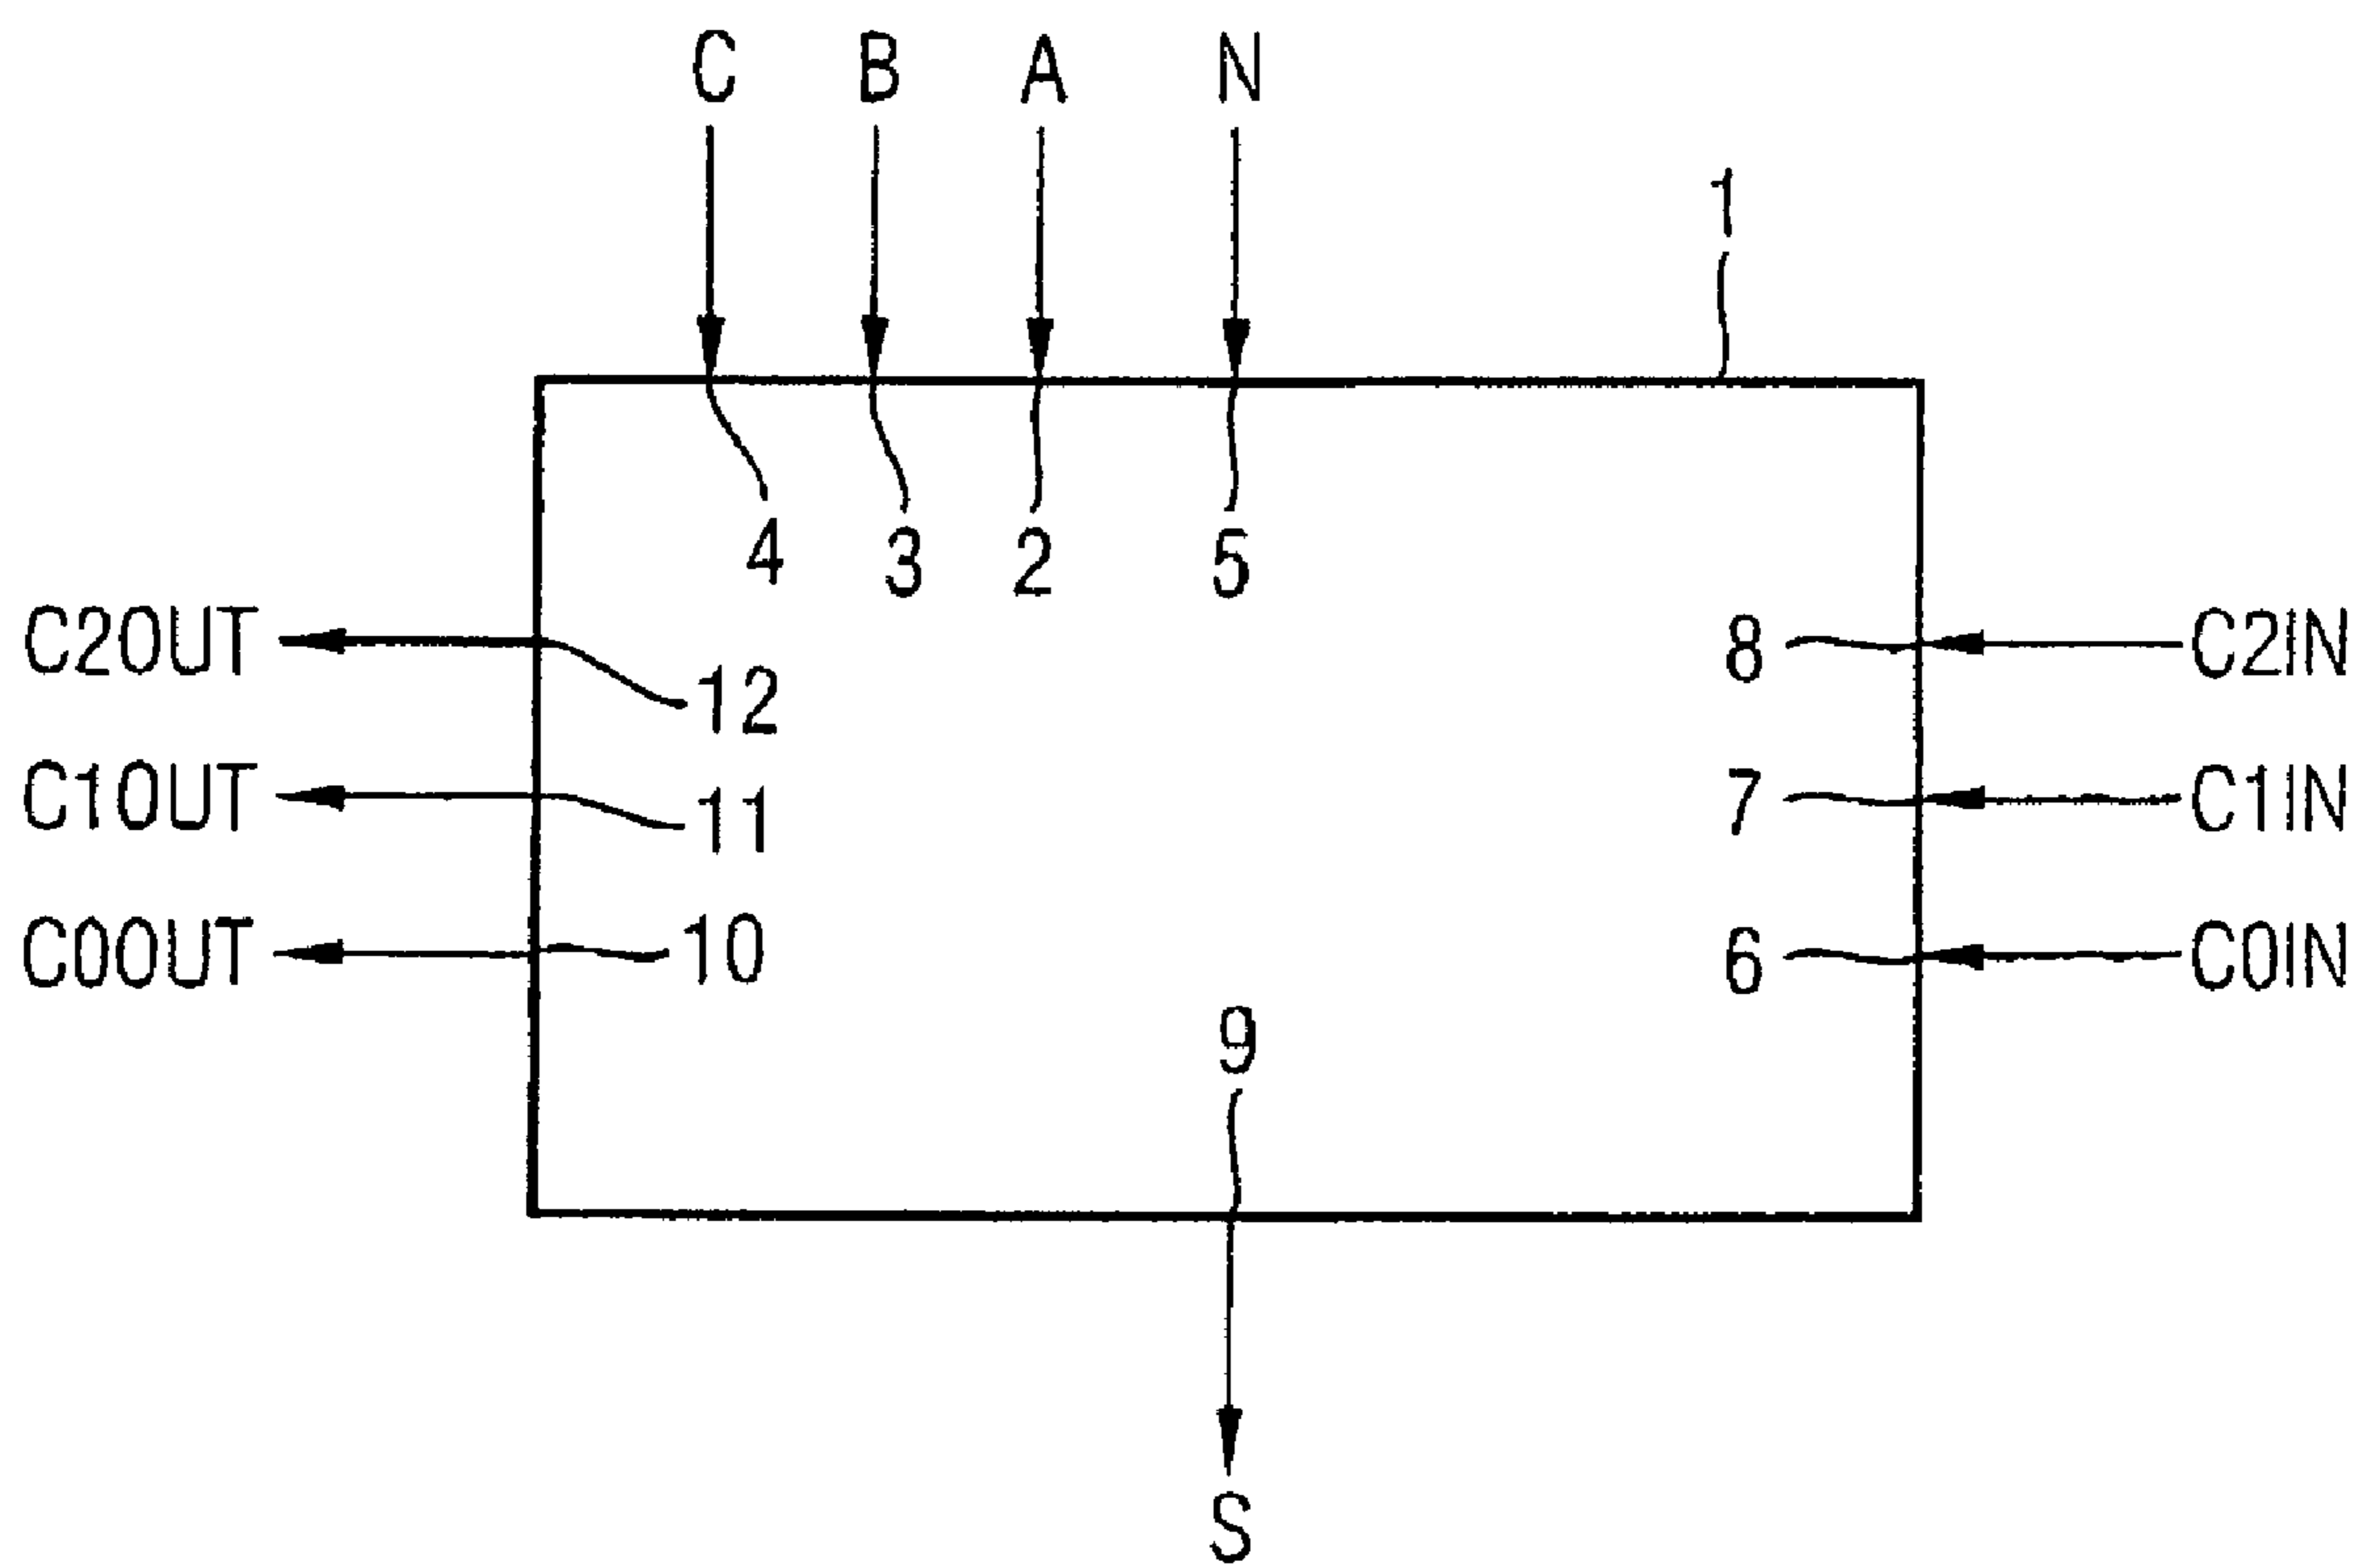 C B A N
1
4 3 2 5
C2OUT 12 8 C2IN
C1OUT 11 7 C1IN
C0OUT 10 6 C0IN
9
S